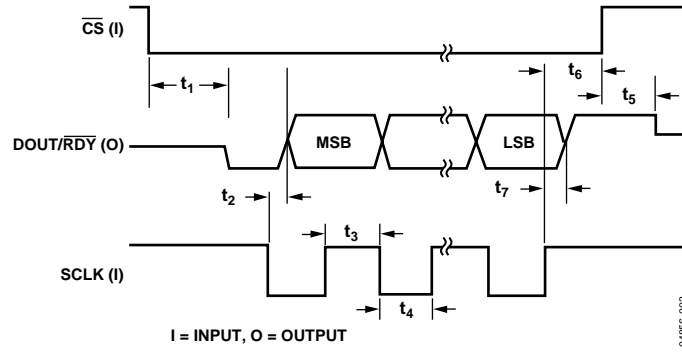 CS (I)
t1
t6
t5
DOUT/RDY (O)
MSB
LSB
t2
t7
t3
SCLK (I)
t4
I = INPUT, O = OUTPUT